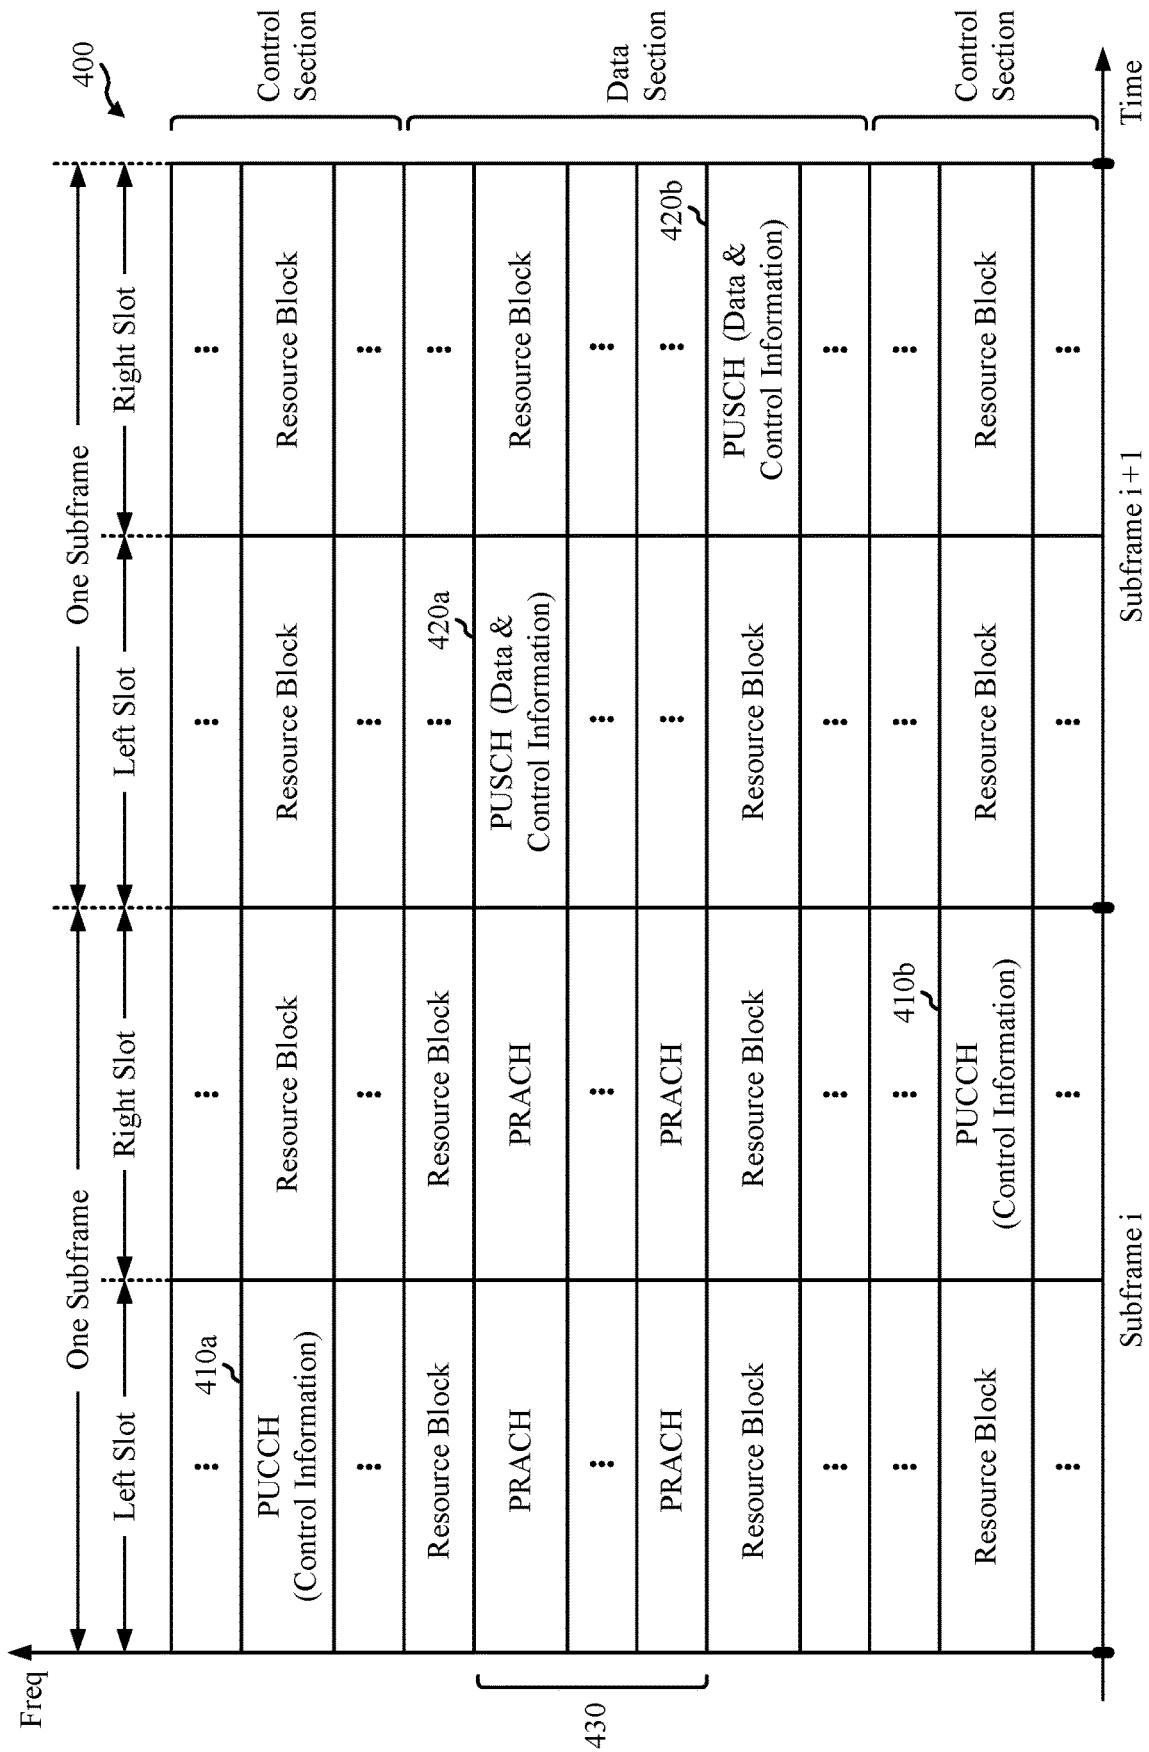 400
Freq
One Subframe
One Subframe
Left Slot
Right Slot
Left Slot
Right Slot
...
...
...
...
410a
PUCCH
(Control Information)
Resource Block
Resource Block
Resource Block
Control
Section
...
...
...
...
Resource Block
Resource Block
...
...
420a
430
PRACH
PRACH
PUSCH (Data &
Control Information)
Resource Block
...
...
...
...
Data
Section
PRACH
PRACH
...
...
420b
Resource Block
Resource Block
Resource Block
PUSCH (Data &
Control Information)
...
...
...
...
...
...
...
...
410b
Resource Block
PUCCH
(Control Information)
Resource Block
Resource Block
Control
Section
...
...
...
...
Subframe i
Subframe i+1
Time